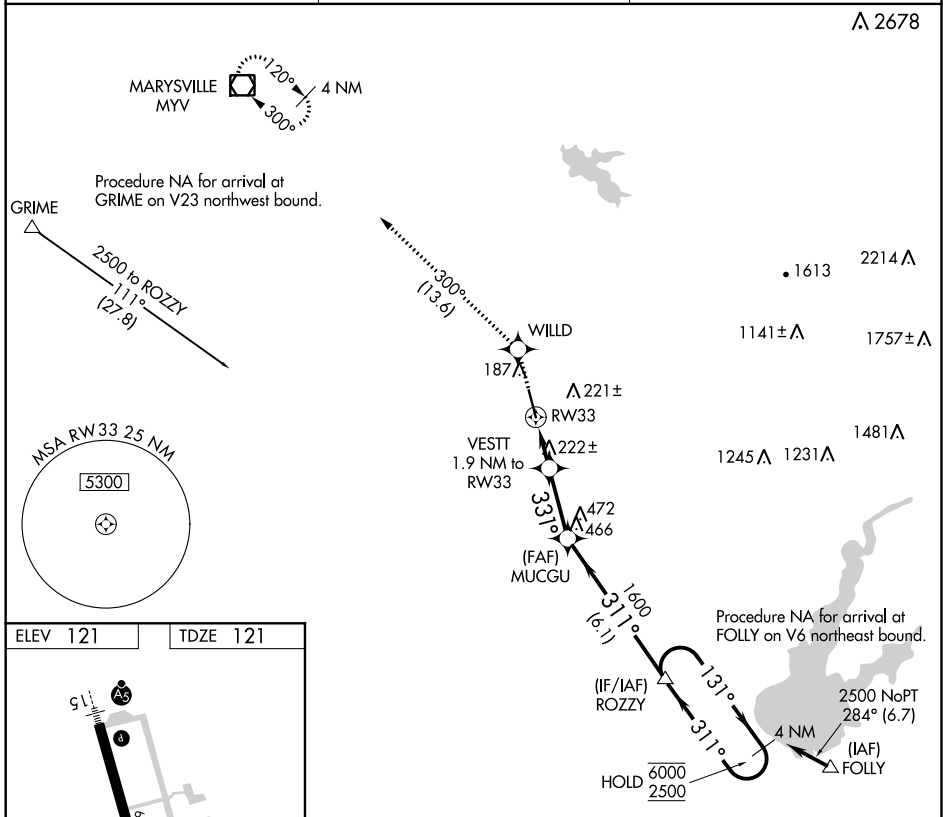 2678
MARYSVILLE
MYV
120°
4 NM
300°
Procedure NA for arrival at
GRIME on V23 northwest bound.
GRIME
2500 to ROZZY
111°
(27.8)
300°
(13.6)
1613
2214
1141±
1757±
WILLD
187
221±
RW33
MSA RW33 25 NM
5300
VESTT
1.9 NM to
RW33
222±
1481
1245
1231
331°
472
466
(FAF)
MUCGU
1600
311°
(6.1)
Procedure NA for arrival at
FOLLY on V6 northeast bound.
(IF/IAF)
ROZZY
131°
311°
2500 NoPT
284° (6.7)
4 NM
(IAF)
FOLLY
HOLD 6000
2500
ELEV 121
TDZE 121
15
A5
P